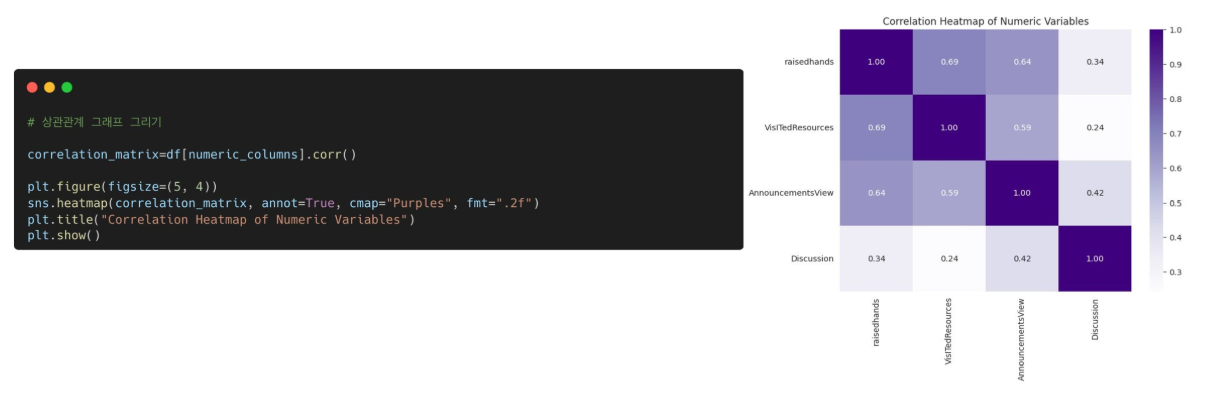 # 상관관계 그래프 그리기
correlation_matrix=df[numeric_columns].corr()
plt.figure(figsize=(5, 4))
sns.heatmap(correlation_matrix, annot=True, cmap="Purples", fmt=".2f")
plt.title("Correlation Heatmap of Numeric Variables")
plt.show()
Correlation Heatmap of Numeric Variables
raisedhands 1.00 0.69 0.64 0.34
VisITedResources 0.69 1.00 0.59 0.24
AnnouncementsView 0.64 0.59 1.00 0.42
Discussion 0.34 0.24 0.42 1.00
raisedhands
VisITedResources
AnnouncementsView
Discussion
1.0
0.9
0.8
0.7
0.6
0.5
0.4
0.3